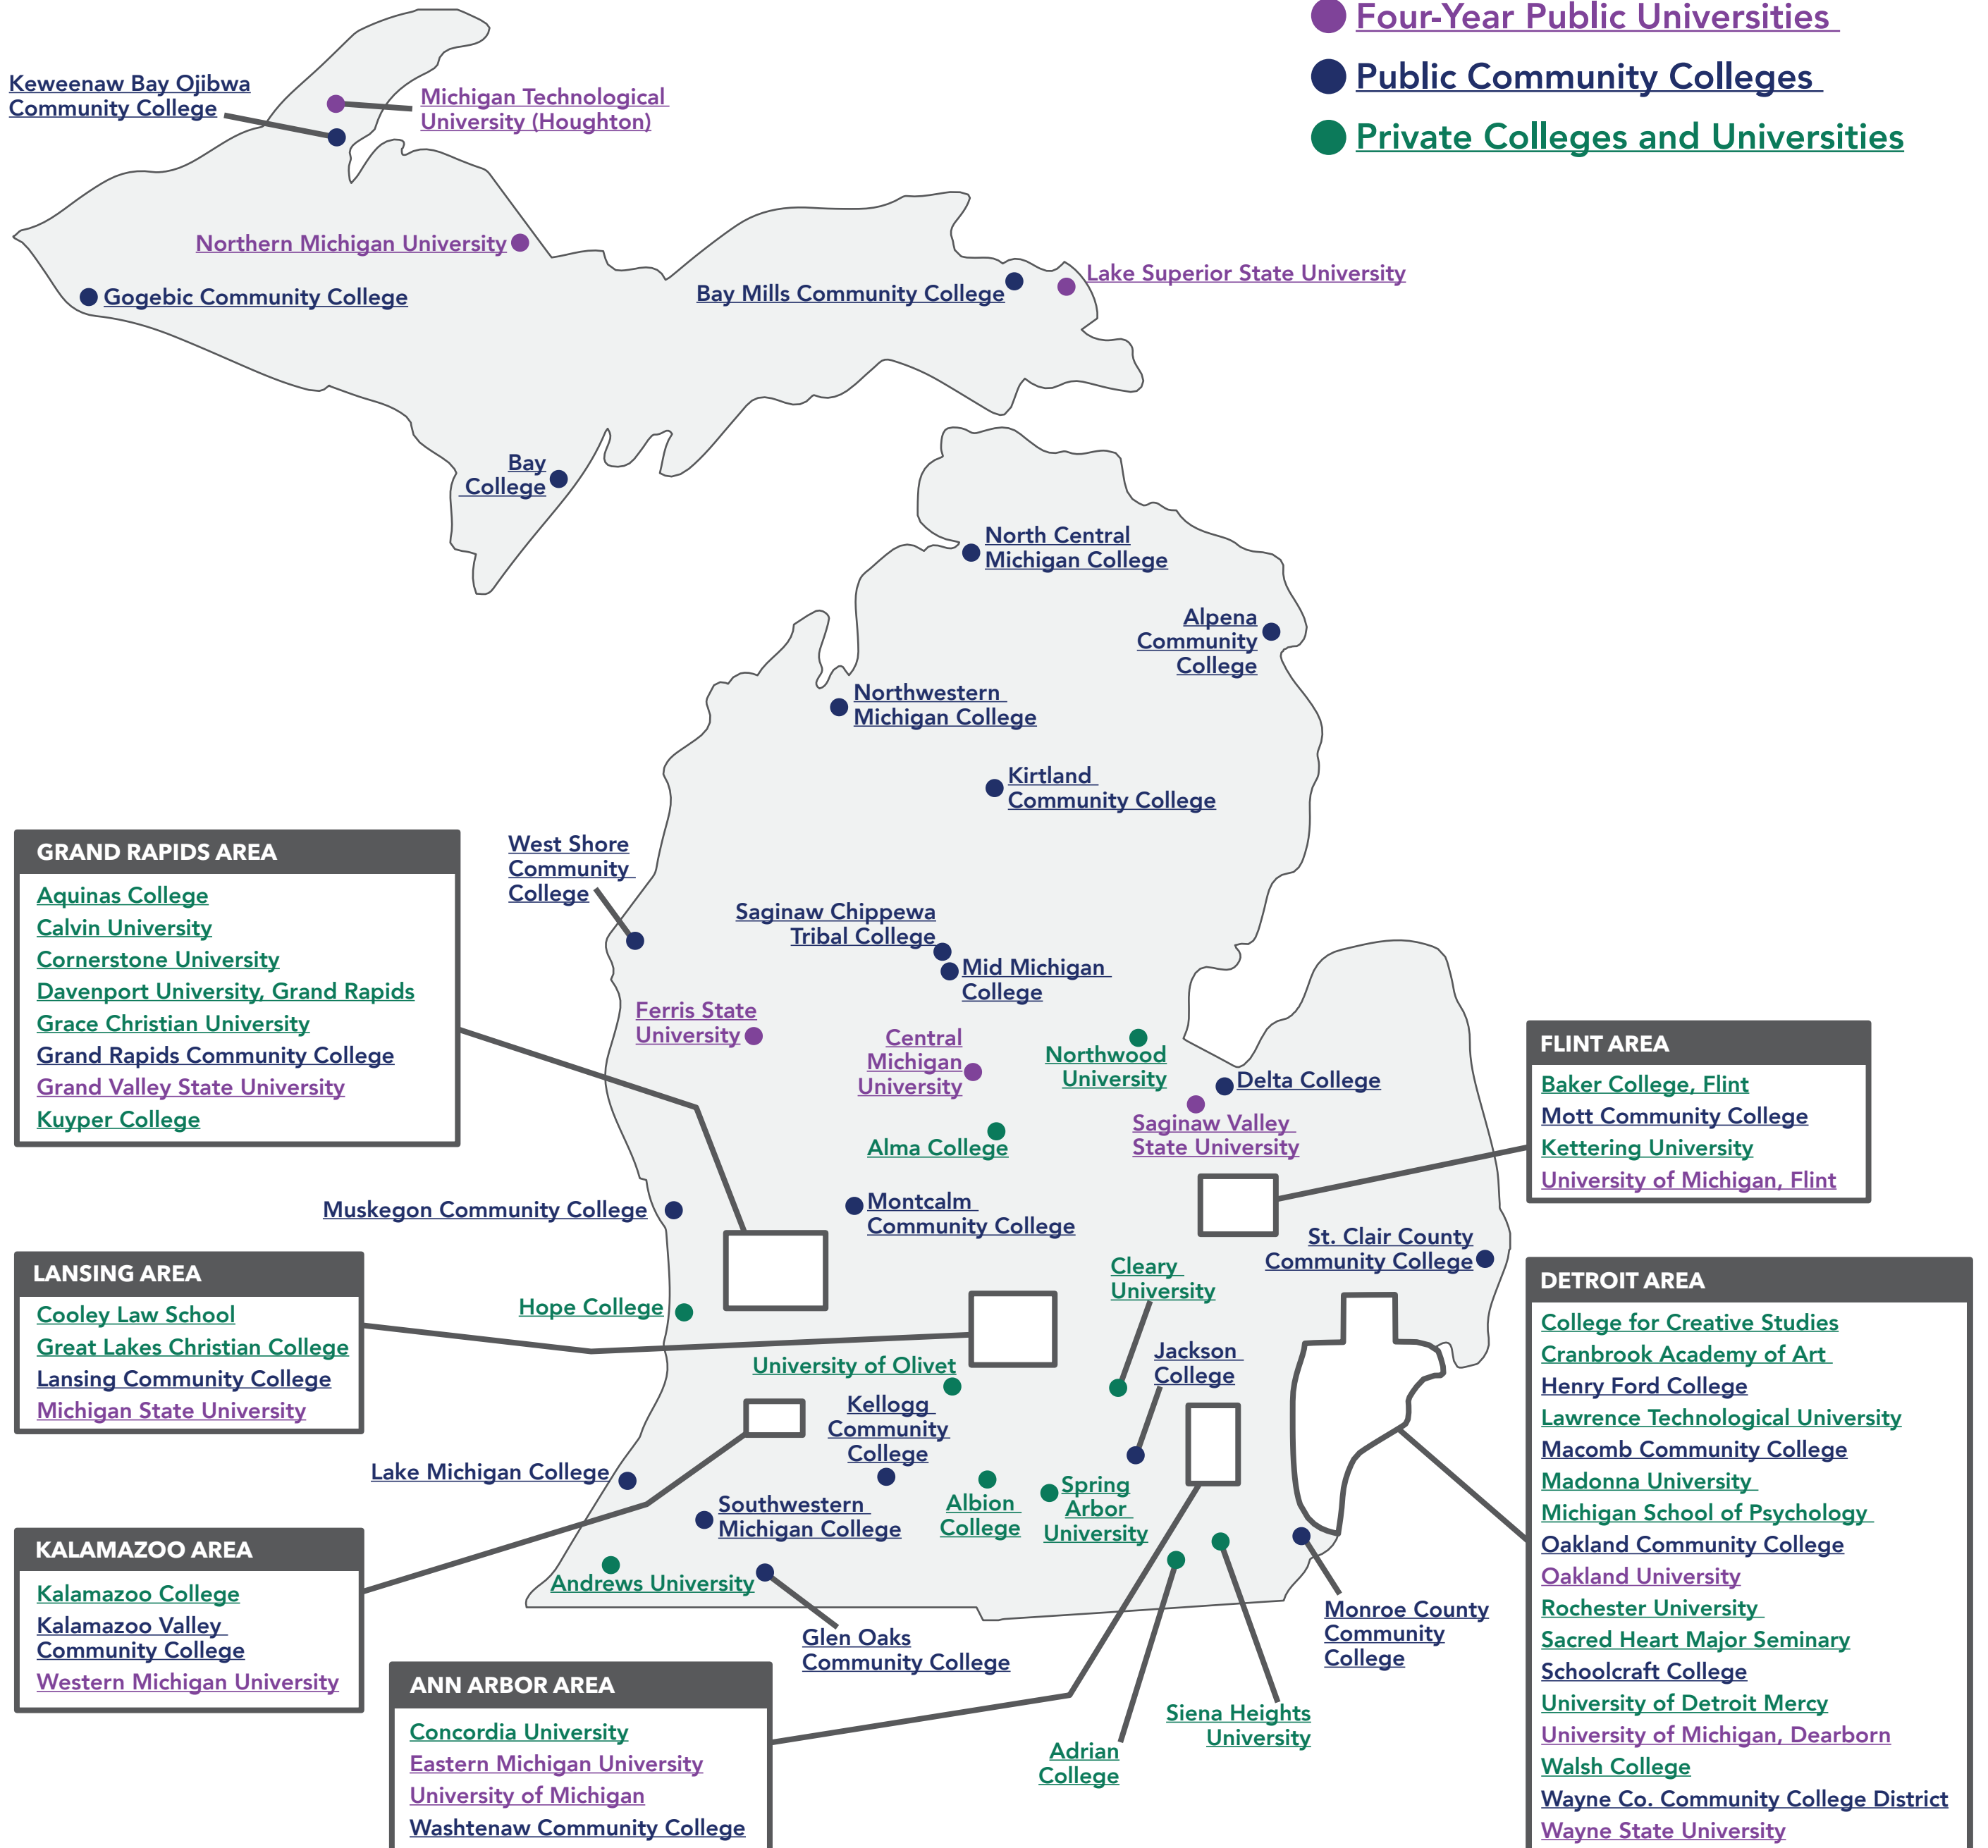 Four-Year Public Universities
Public Community Colleges
Private Colleges and Universities
Keweenaw Bay Ojibwa
Community College
Michigan Technological
University (Houghton)
Northern Michigan University
Gogebic Community College
Bay Mills Community College
Lake Superior State University
Bay
College
North Central
Michigan College
Alpena
Community
College
Northwestern
Michigan College
Kirtland
Community College
West Shore
Community
College
Saginaw Chippewa
Tribal College
Mid Michigan
College
Ferris State
University
Central
Michigan
University
Northwood
University
Delta College
Saginaw Valley
State University
Alma College
Muskegon Community College
Montcalm
Community College
St. Clair County
Community College
Hope College
Cleary
University
University of Olivet
Jackson
College
Kellogg
Community
College
Lake Michigan College
Southwestern
Michigan College
Albion
College
Spring
Arbor
University
Andrews University
Glen Oaks
Community College
Monroe County
Community
College
Siena Heights
University
Adrian
College
GRAND RAPIDS AREA
Aquinas College
Calvin University
Cornerstone University
Davenport University, Grand Rapids
Grace Christian University
Grand Rapids Community College
Grand Valley State University
Kuyper College
LANSING AREA
Cooley Law School
Great Lakes Christian College
Lansing Community College
Michigan State University
KALAMAZOO AREA
Kalamazoo College
Kalamazoo Valley
Community College
Western Michigan University
ANN ARBOR AREA
Concordia University
Eastern Michigan University
University of Michigan
Washtenaw Community College
FLINT AREA
Baker College, Flint
Mott Community College
Kettering University
University of Michigan, Flint
DETROIT AREA
College for Creative Studies
Cranbrook Academy of Art
Henry Ford College
Lawrence Technological University
Macomb Community College
Madonna University
Michigan School of Psychology
Oakland Community College
Oakland University
Rochester University
Sacred Heart Major Seminary
Schoolcraft College
University of Detroit Mercy
University of Michigan, Dearborn
Walsh College
Wayne Co. Community College District
Wayne State University